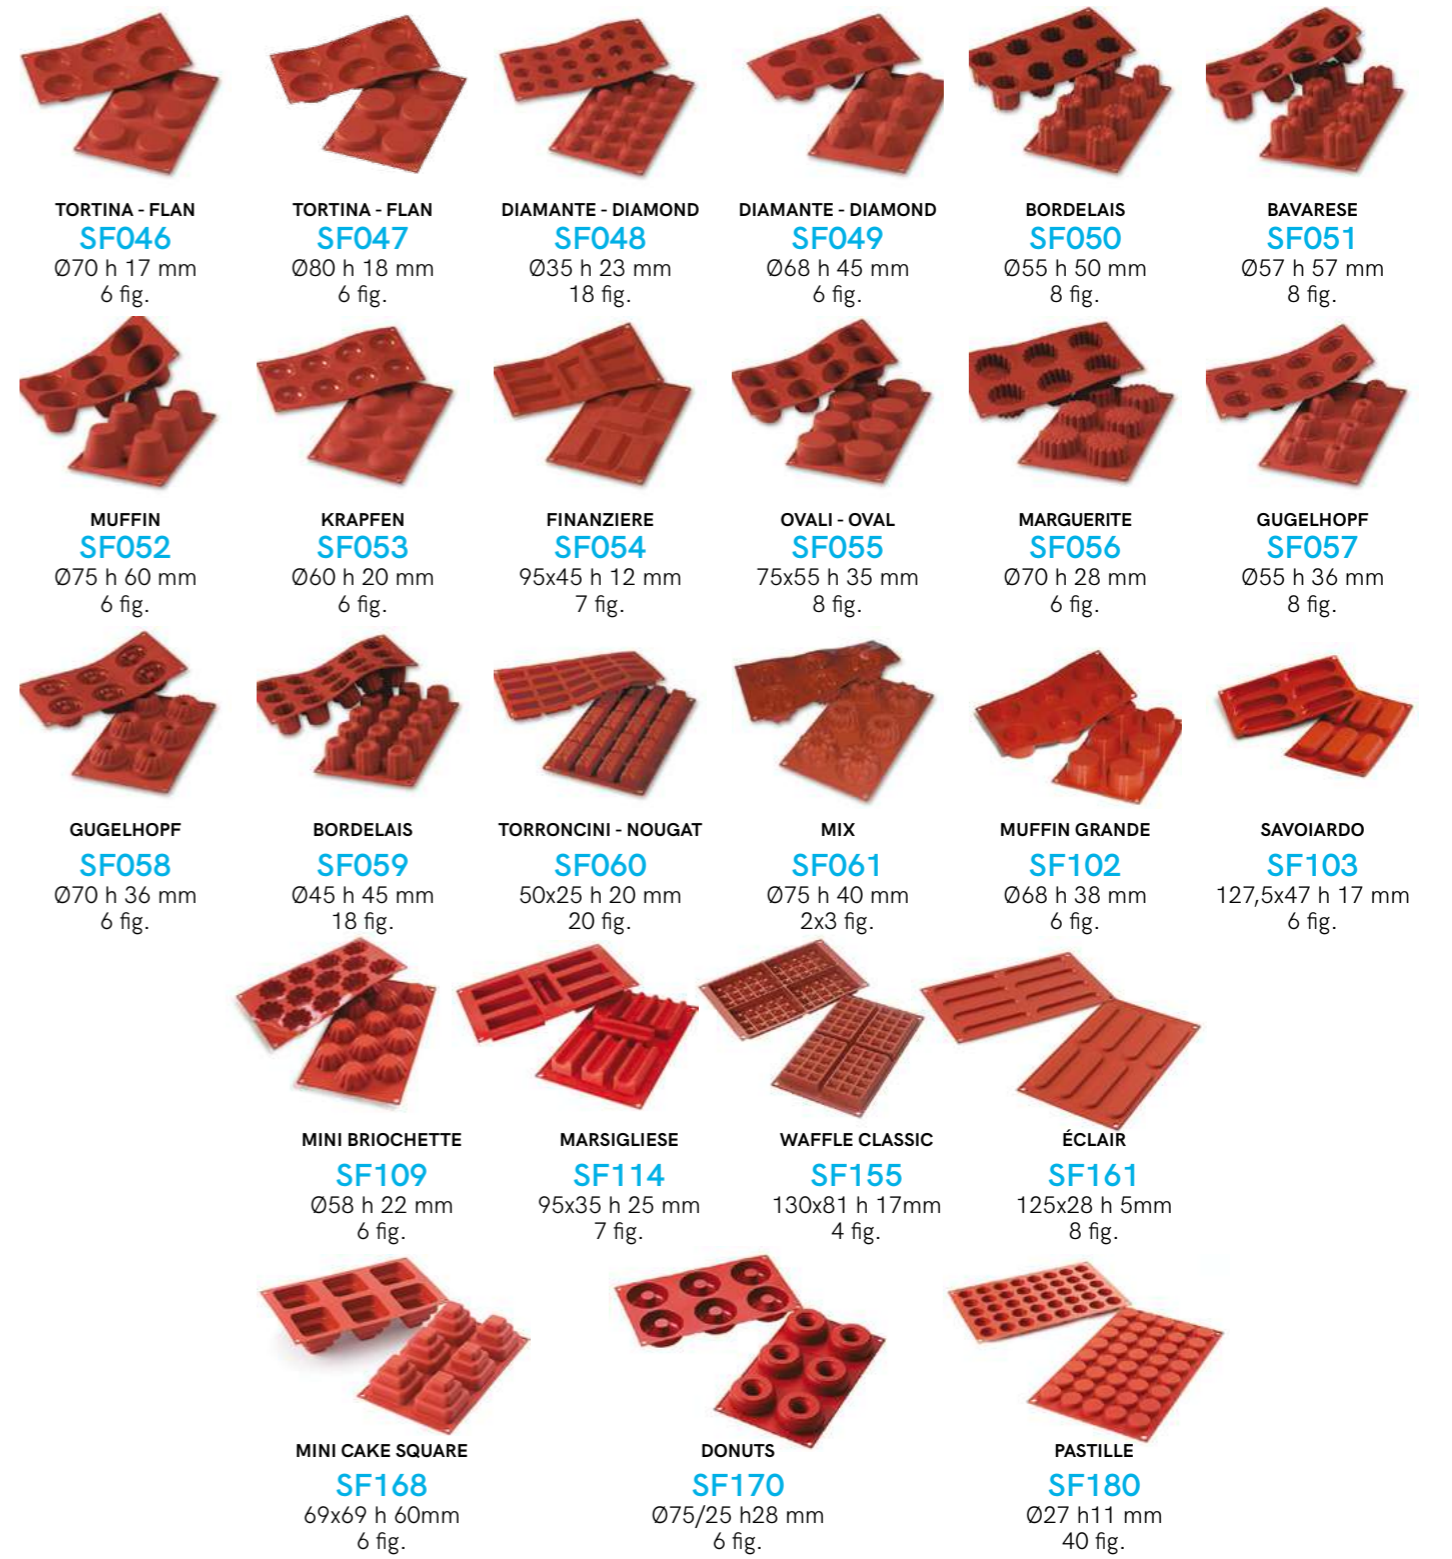 TORTINA - FLAN
SF046
Ø70 h 17 mm
6 fig.
TORTINA - FLAN
SF047
Ø80 h 18 mm
6 fig.
DIAMANTE - DIAMOND
SF048
Ø35 h 23 mm
18 fig.
DIAMANTE - DIAMOND
SF049
Ø68 h 45 mm
6 fig.
BORDELAIS
SF050
Ø55 h 50 mm
8 fig.
BAVARESE
SF051
Ø57 h 57 mm
8 fig.
MUFFIN
SF052
Ø75 h 60 mm
6 fig.
KRAPFEN
SF053
Ø60 h 20 mm
6 fig.
FINANZIERE
SF054
95x45 h 12 mm
7 fig.
OVALI - OVAL
SF055
75x55 h 35 mm
8 fig.
MARGUERITE
SF056
Ø70 h 28 mm
6 fig.
GUGELHOPF
SF057
Ø55 h 36 mm
8 fig.
GUGELHOPF
SF058
Ø70 h 36 mm
6 fig.
BORDELAIS
SF059
Ø45 h 45 mm
18 fig.
TORRONCINI - NOUGAT
SF060
50x25 h 20 mm
20 fig.
MIX
SF061
Ø75 h 40 mm
2x3 fig.
MUFFIN GRANDE
SF102
Ø68 h 38 mm
6 fig.
SAVOIARDO
SF103
127,5x47 h 17 mm
6 fig.
MINI BRIOCHETTE
SF109
Ø58 h 22 mm
6 fig.
MARSIGLIESE
SF114
95x35 h 25 mm
7 fig.
WAFFLE CLASSIC
SF155
130x81 h 17mm
4 fig.
ÉCLAIR
SF161
125x28 h 5mm
8 fig.
MINI CAKE SQUARE
SF168
69x69 h 60mm
6 fig.
DONUTS
SF170
Ø75/25 h28 mm
6 fig.
PASTILLE
SF180
Ø27 h11 mm
40 fig.